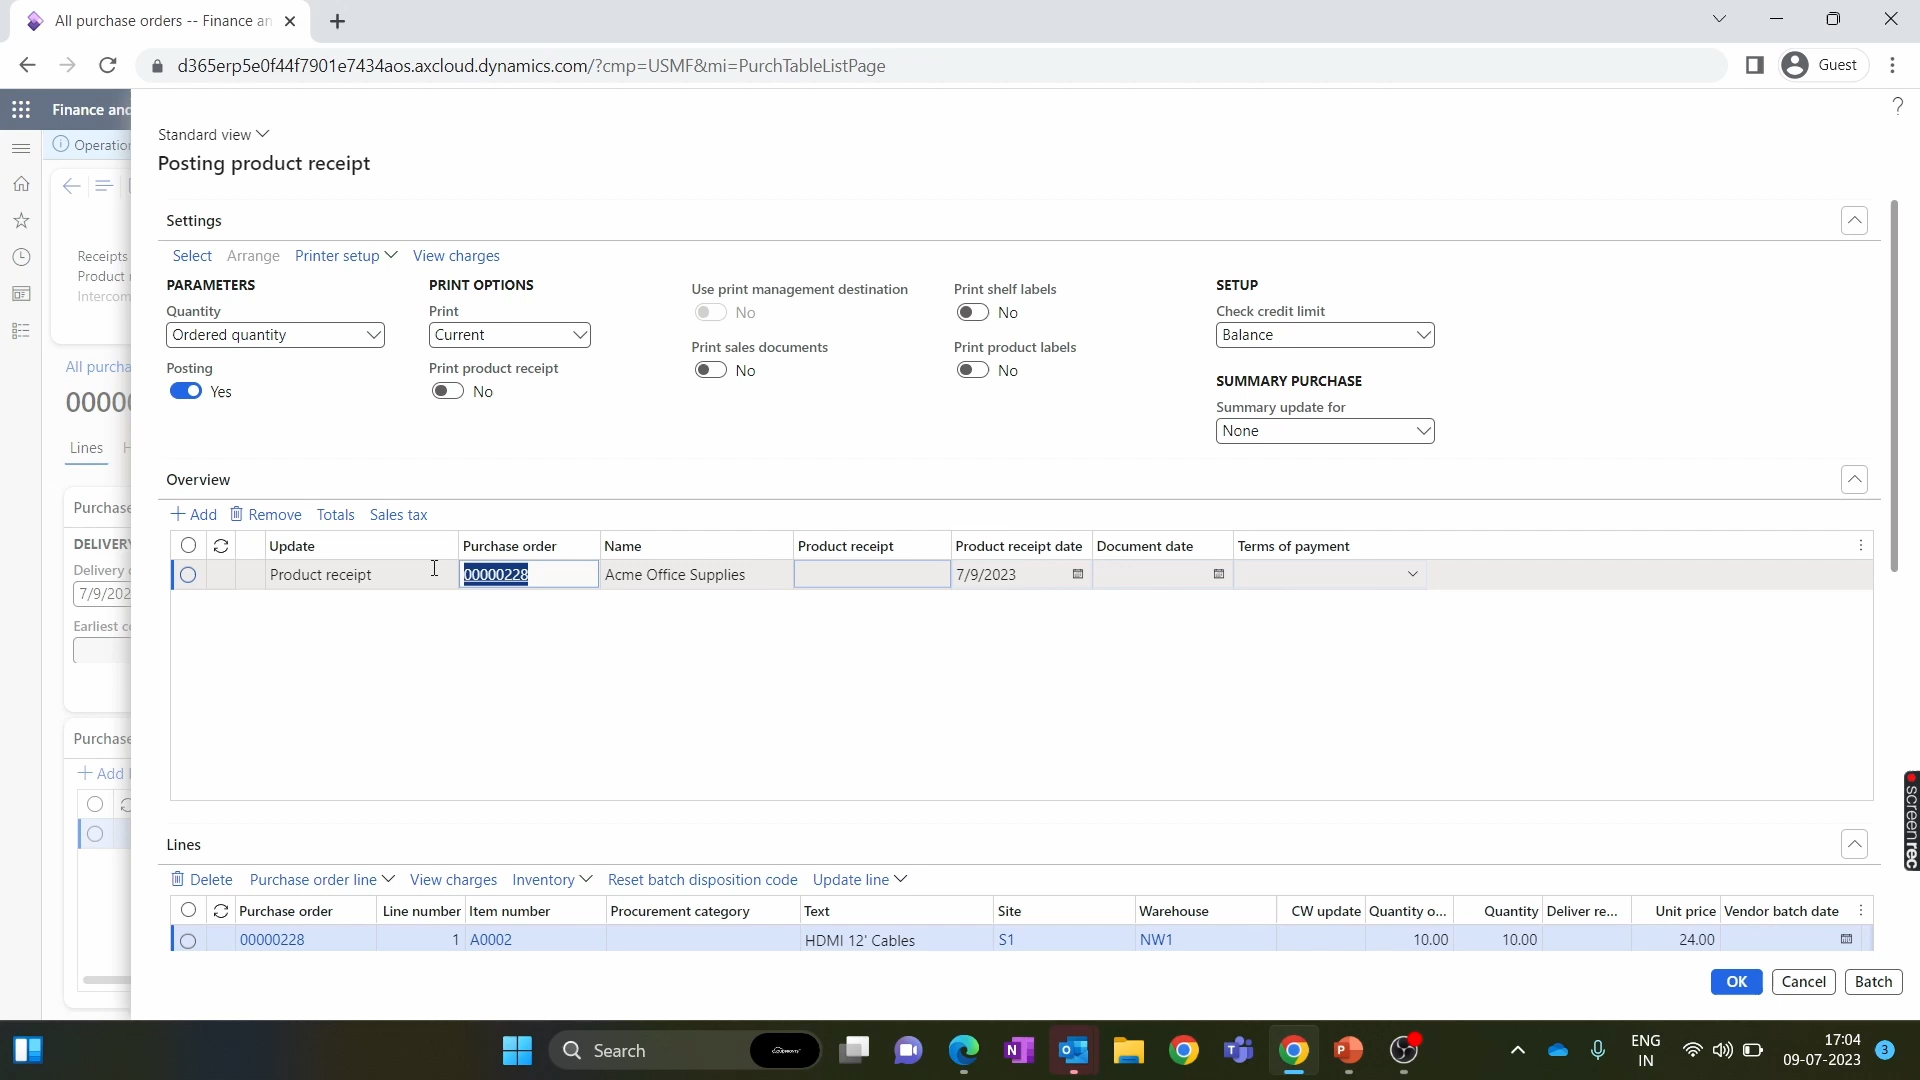 All purchase orders -- Finance an
d365erp5e0f44f7901e7434aos.axcloud.dynamics.com/?cmp=USMF&mi=PurchTableListPage
Guest
Finance and
?
Operation
Standard view
Posting product receipt
Settings
Select Arrange Printer setup View charges
Receipts
Product
Intercom
PARAMETERS
Quantity
Ordered quantity
Posting
Yes
PRINT OPTIONS
Print
Current
Print product receipt
No
Use print management destination
No
Print sales documents
No
Print shelf labels
No
Print product labels
No
SETUP
Check credit limit
Balance
SUMMARY PURCHASE
Summary update for
None
All purcha
0000
Lines
Purchase
DELIVERY
Delivery
7/9/202
Earliest c
Purchase
Add
Overview
Add Remove Totals Sales tax
Update Purchase order Name Product receipt Product receipt date Document date Terms of payment
Product receipt 00000228 Acme Office Supplies 7/9/2023
Lines
Delete Purchase order line View charges Inventory Reset batch disposition code Update line
Purchase order Line number Item number Procurement category Text Site Warehouse CW update Quantity o... Quantity Deliver re... Unit price Vendor batch date
00000228 1 A0002 HDMI 12' Cables S1 NW1 10.00 10.00 24.00
OK Cancel Batch
screenrec
Search
CLOUDFRONTS
ENG
IN
17:04
09-07-2023
3